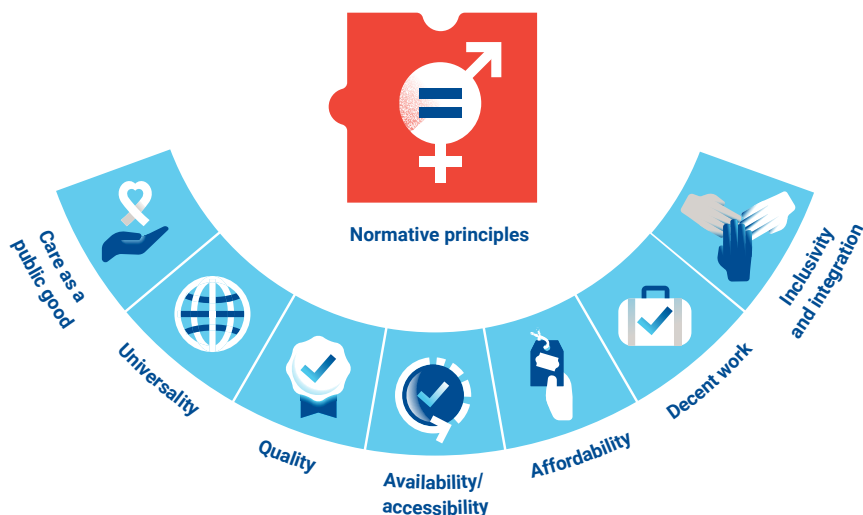 Normative principles
Care as a
public good
Universality
Quality
Availability/
accessibility
Affordability
Decent work
Inclusivity
and integration